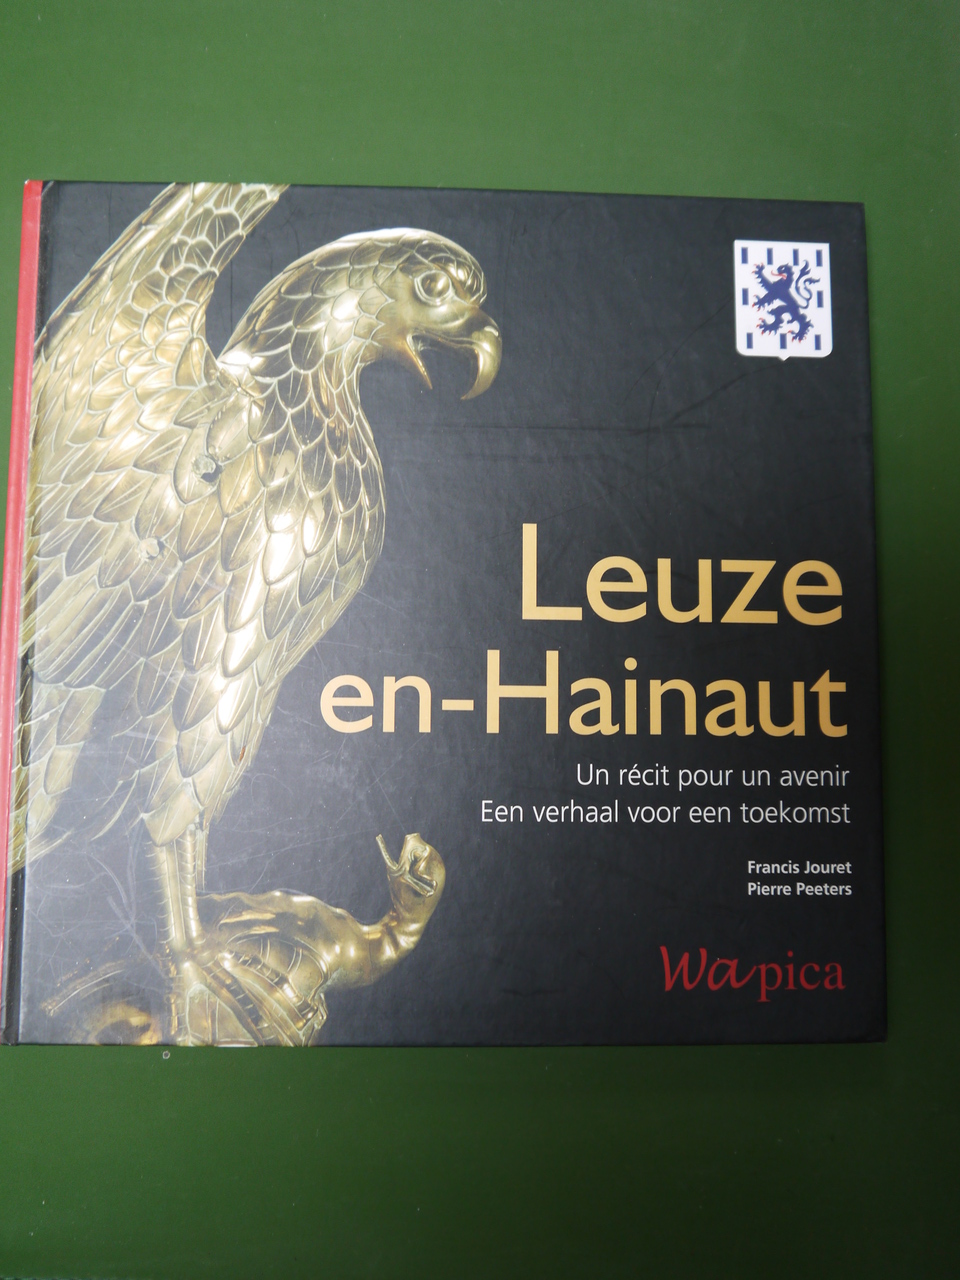 Leuze
en-Hainaut
Un récit pour un avenir
Een verhaal voor een toekomst
Francis Jouret
Pierre Peeters
Wapica